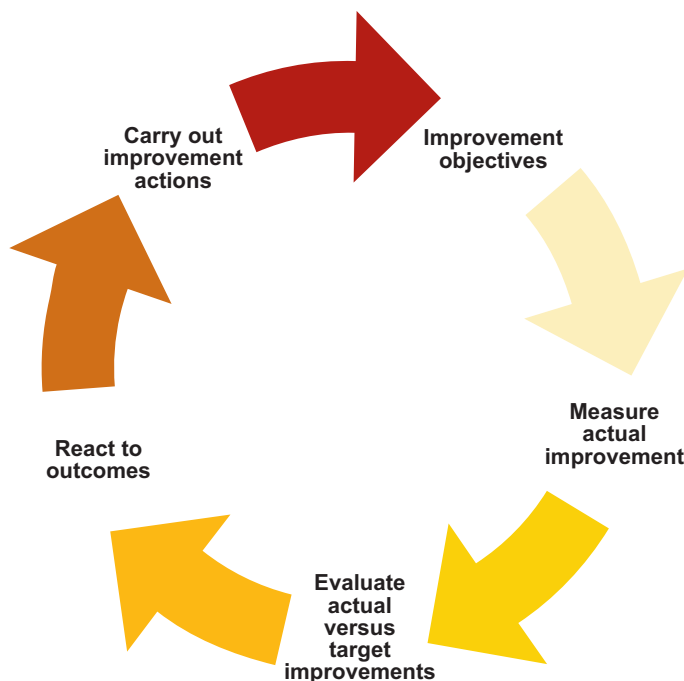 Carry out
improvement
actions
Improvement
objectives
Measure
actual
improvement
Evaluate
actual
versus
target
improvements
React to
outcomes